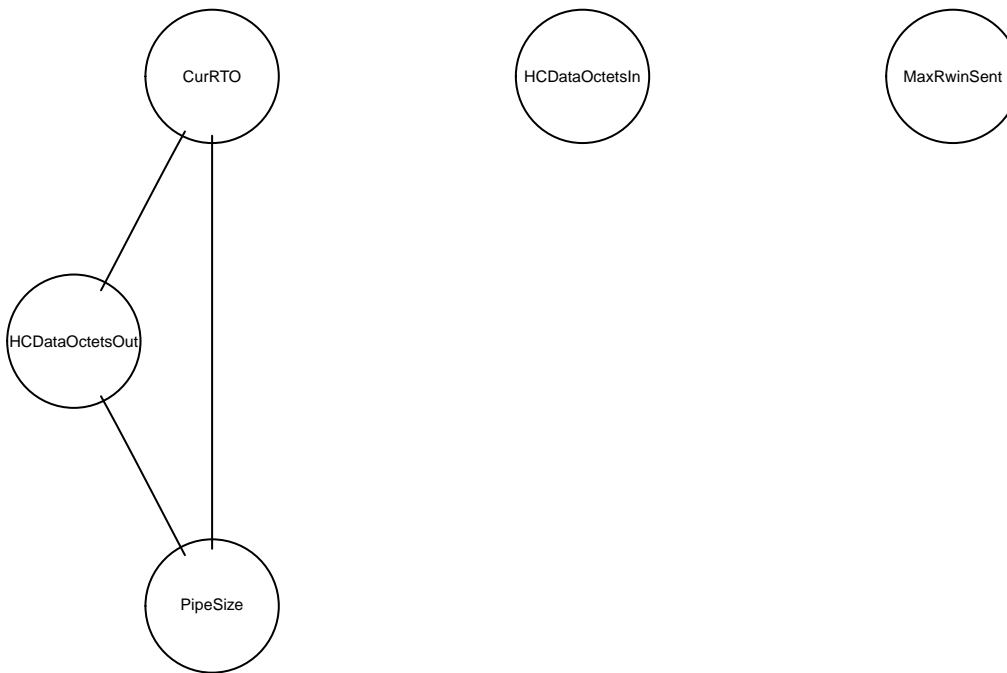 CurRTO
HCDataOctetsIn
MaxRwinSent
HCDataOctetsOut
PipeSize